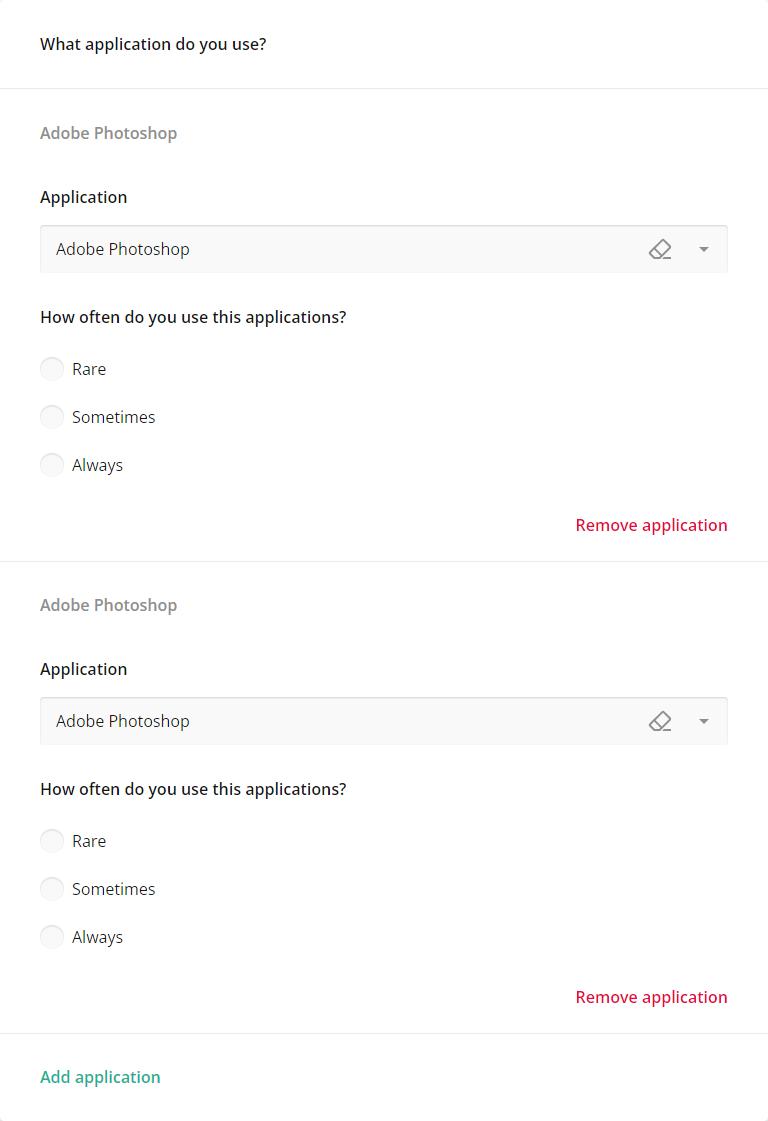 What application do you use?
Adobe Photoshop
Application
Adobe Photoshop
How often do you use this applications?
Rare
Sometimes
Always
Remove application
Adobe Photoshop
Application
Adobe Photoshop
How often do you use this applications?
Rare
Sometimes
Always
Remove application
Add application